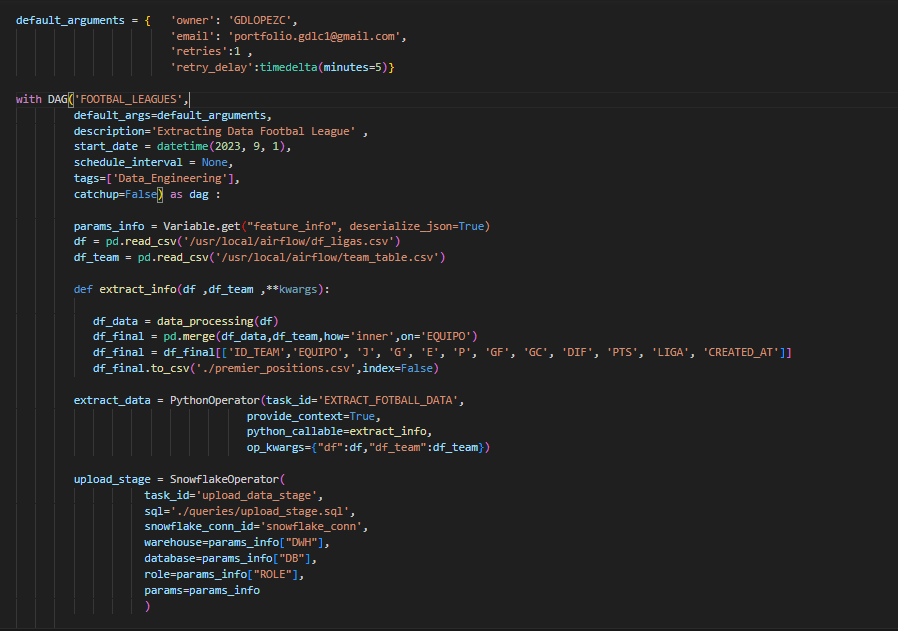 default_arguments = {   'owner': 'GDLOPEZC',
                        'email': 'portfolio.gdlc1@gmail.com',
                        'retries':1 ,
                        'retry_delay':timedelta(minutes=5)}
with DAG('FOOTBAL_LEAGUES',
         default_args=default_arguments,
         description='Extracting Data Footbal League' ,
         start_date = datetime(2023, 9, 1),
         schedule_interval = None,
         tags=['Data_Engineering'],
         catchup=False) as dag :
         params_info = Variable.get("feature_info", deserialize_json=True)
         df = pd.read_csv('/usr/local/airflow/df_ligas.csv')
         df_team = pd.read_csv('/usr/local/airflow/team_table.csv')
         def extract_info(df ,df_team ,**kwargs):
            df_data = data_processing(df)
            df_final = pd.merge(df_data,df_team,how='inner',on='EQUIPO')
            df_final = df_final[['ID_TEAM','EQUIPO', 'J', 'G', 'E', 'P', 'GF', 'GC', 'DIF', 'PTS', 'LIGA', 'CREATED_AT']]
            df_final.to_csv('./premier_positions.csv',index=False)
         extract_data = PythonOperator(task_id='EXTRACT_FOTBALL_DATA',
                                    provide_context=True,
                                    python_callable=extract_info,
                                    op_kwargs={"df":df,"df_team":df_team})
         upload_stage = SnowflakeOperator(
                    task_id='upload_data_stage',
                    sql='./queries/upload_stage.sql',
                    snowflake_conn_id='snowflake_conn',
                    warehouse=params_info["DWH"],
                    database=params_info["DB"],
                    role=params_info["ROLE"],
                    params=params_info
                    )